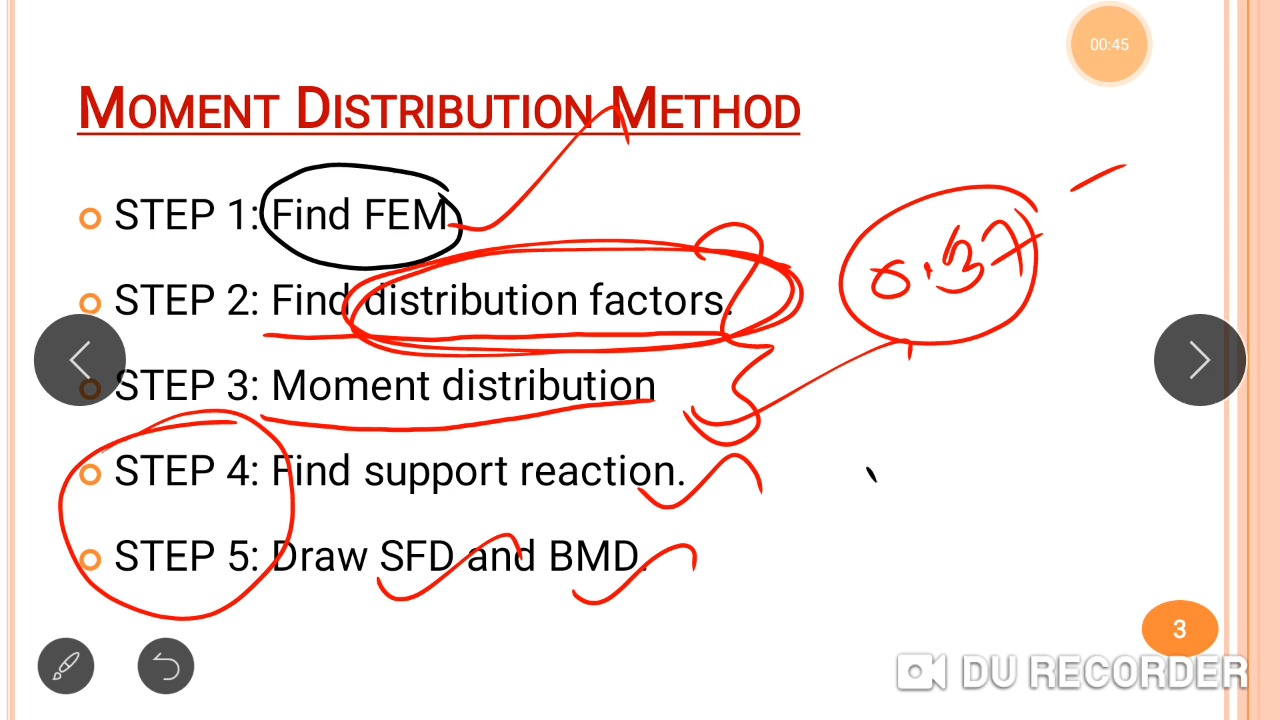 00:45
MOMENT DISTRIBUTION METHOD
STEP 1: Find FEM.
STEP 2: Find distribution factors.
0.37
STEP 3: Moment distribution
STEP 4: Find support reaction.
STEP 5: Draw SFD and BMD.
3
DU RECORDER